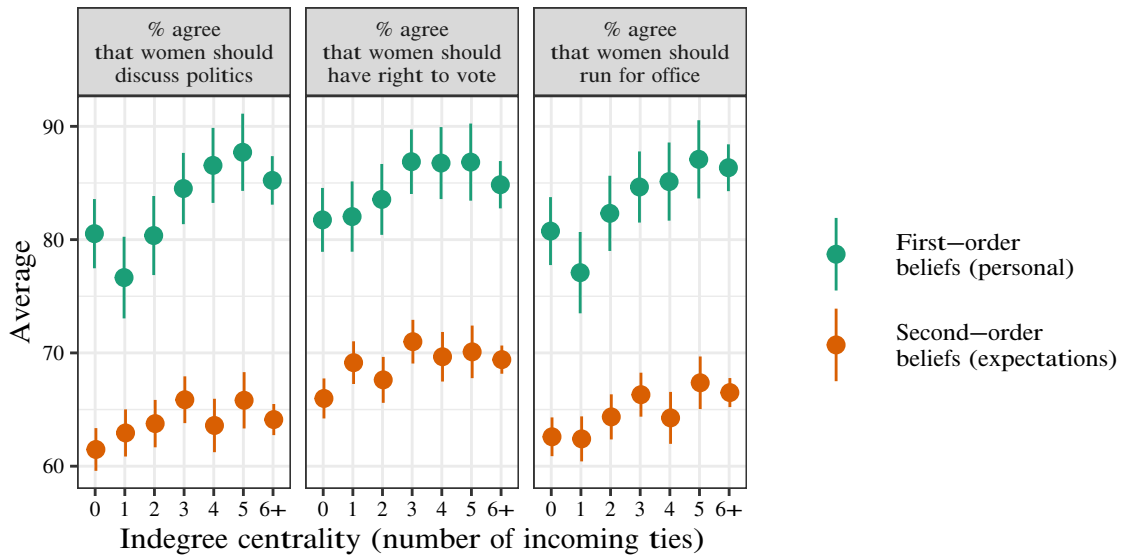 % agree
that women should
discuss politics
% agree
that women should
have right to vote
% agree
that women should
run for office
Average
90
80
70
60
0 1 2 3 4 5 6+
0 1 2 3 4 5 6+
0 1 2 3 4 5 6+
Indegree centrality (number of incoming ties)
First−order
beliefs (personal)
Second−order
beliefs (expectations)